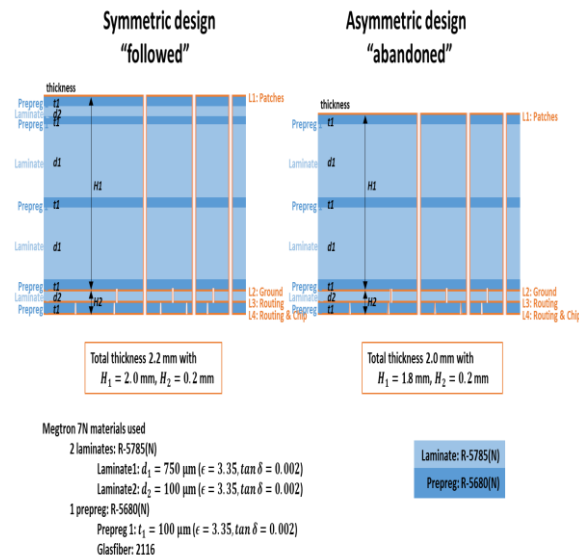 Symmetric design
"followed"
Asymmetric design
"abandoned"
thickness
L1: Patches
Prepreg t1
Laminate d2
Prepreg t1
Laminate d1
H1
Prepreg t1
Laminate d1
Prepreg t1
L2: Ground
Laminate d2
H2
L3: Routing
Prepreg t1
L4: Routing & Chip
thickness
L1: Patches
Prepreg t1
Laminate d1
H1
Prepreg t1
Laminate d1
Prepreg t1
L2: Ground
Laminate d2
H2
L3: Routing
Prepreg t1
L4: Routing & Chip
Total thickness 2.2 mm with
H₁ = 2.0 mm, H₂ = 0.2 mm
Total thickness 2.0 mm with
H₁ = 1.8 mm, H₂ = 0.2 mm
Megtron 7N materials used
2 laminates: R-5785(N)
Laminate1: d₁ = 750 μm (ϵ = 3.35, tan δ = 0.002)
Laminate2: d₂ = 100 μm (ϵ = 3.35, tan δ = 0.002)
1 prepreg: R-5680(N)
Prepreg 1: t₁ = 100 μm (ϵ = 3.35, tan δ = 0.002)
Glasfiber: 2116
Laminate: R-5785(N)
Prepreg: R-5680(N)